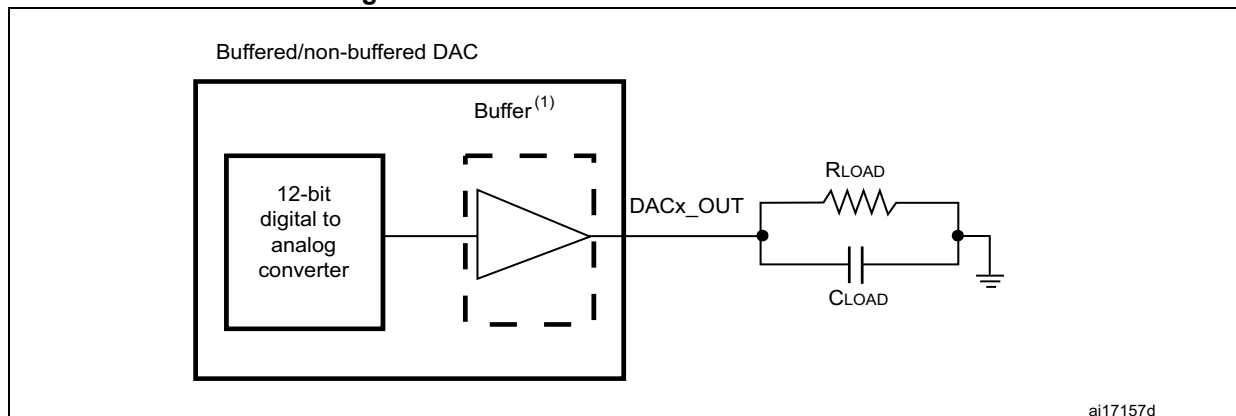 Buffered/non-buffered DAC
Buffer(1)
12-bit
digital to
analog
converter
DACx_OUT
RLOAD
CLOAD
ai17157d